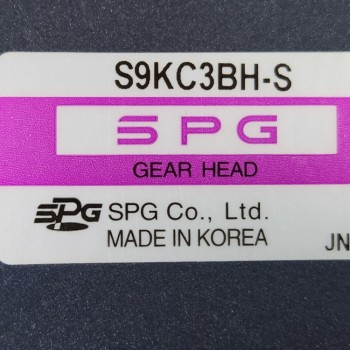 S9KC3BH-S
SPG
GEAR HEAD
SPG SPG Co., Ltd.
MADE IN KOREA
JN